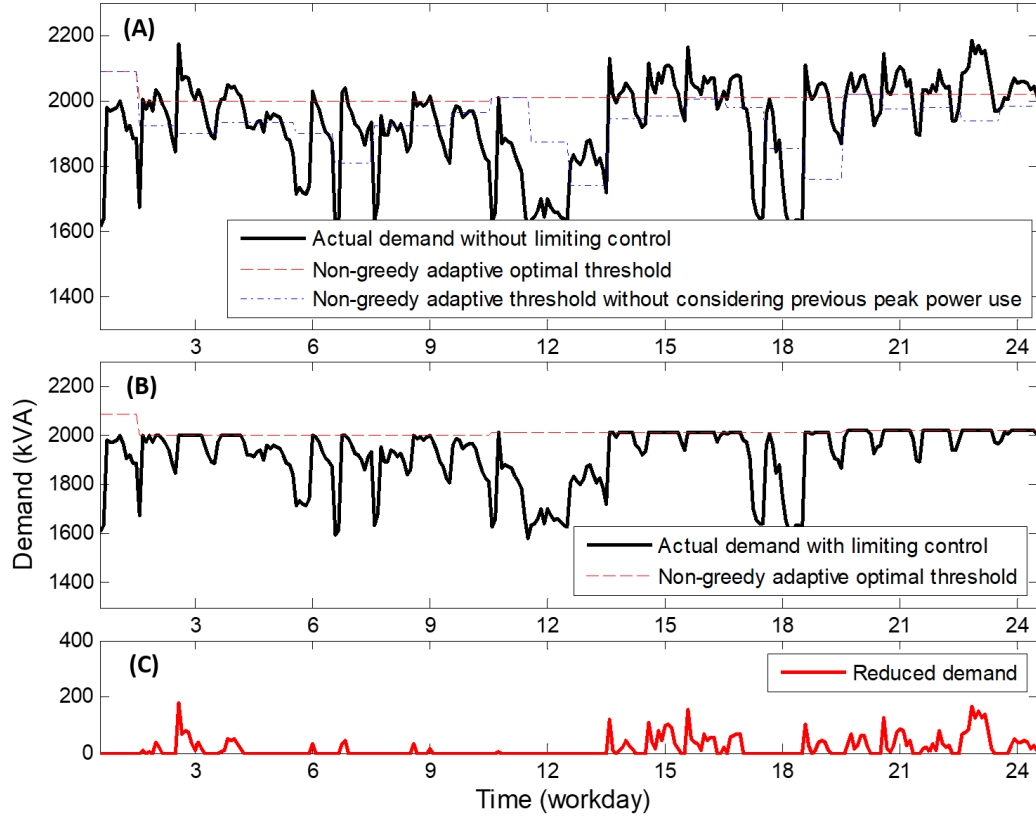 (A)
2200
2000
1800
1600
1400
Actual demand without limiting control
Non-greedy adaptive optimal threshold
Non-greedy adaptive threshold without considering previous peak power use
3 6 9 12 15 18 21 24
(B)
2200
2000
1800
1600
1400
Demand (kVA)
Actual demand with limiting control
Non-greedy adaptive optimal threshold
3 6 9 12 15 18 21 24
(C)
400
200
0
Reduced demand
3 6 9 12 15 18 21 24
Time (workday)